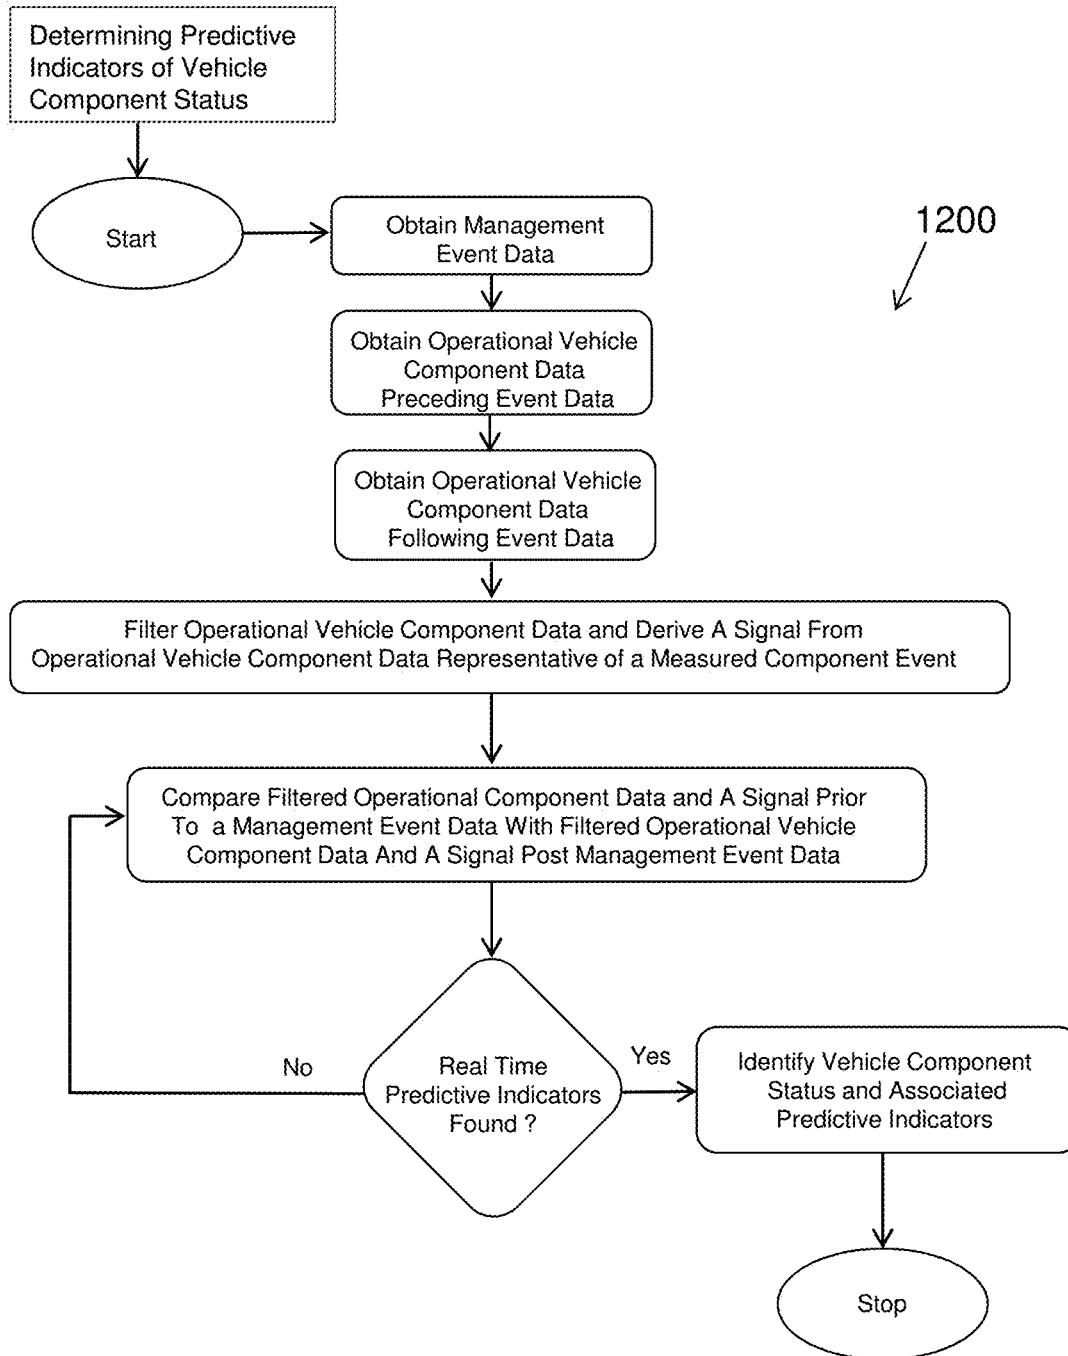 Determining Predictive
Indicators of Vehicle
Component Status
Start
Obtain Management
Event Data
1200
Obtain Operational Vehicle
Component Data
Preceding Event Data
Obtain Operational Vehicle
Component Data
Following Event Data
Filter Operational Vehicle Component Data and Derive A Signal From
Operational Vehicle Component Data Representative of a Measured Component Event
Compare Filtered Operational Component Data and A Signal Prior
To a Management Event Data With Filtered Operational Vehicle
Component Data And A Signal Post Management Event Data
No
Real Time
Predictive Indicators
Found ?
Yes
Identify Vehicle Component
Status and Associated
Predictive Indicators
Stop